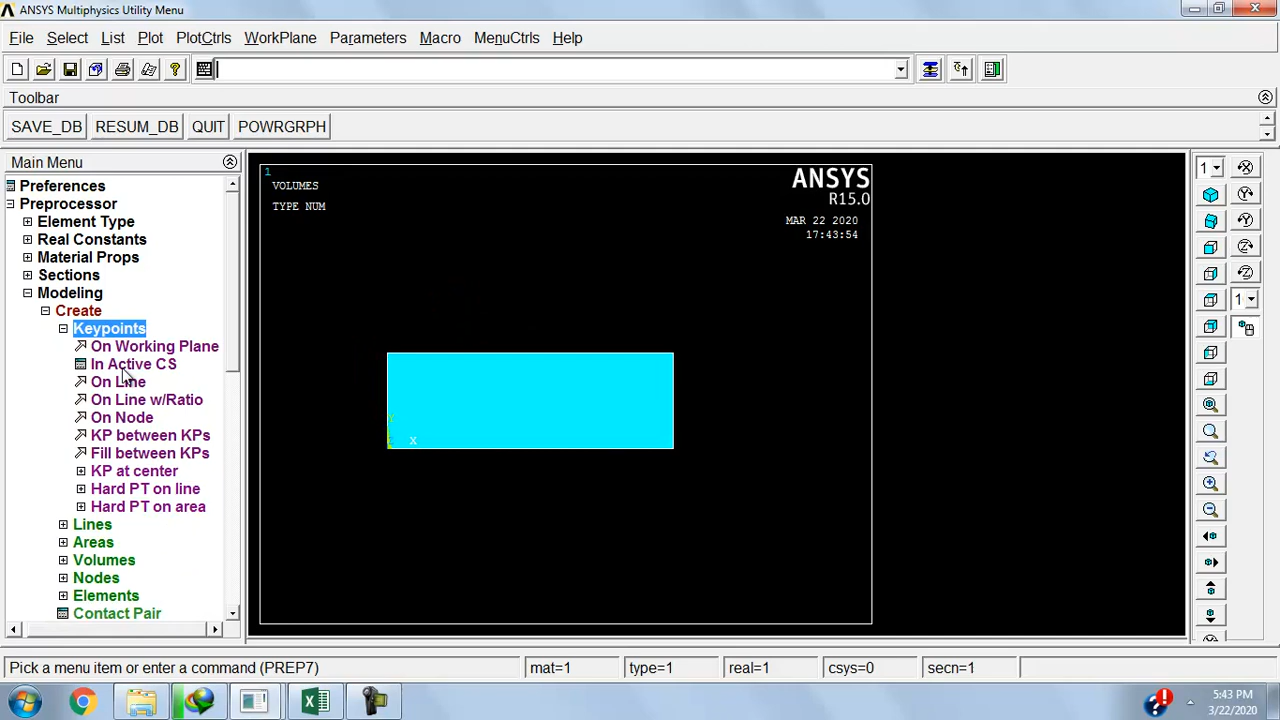 ANSYS Multiphysics Utility Menu
File Select List Plot PlotCtrls WorkPlane Parameters Macro MenuCtrls Help
Toolbar
SAVE_DB RESUM_DB QUIT POWRGRPH
Main Menu
Preferences
Preprocessor
Element Type
Real Constants
Material Props
Sections
Modeling
Create
Keypoints
On Working Plane
In Active CS
On Line
On Line w/Ratio
On Node
KP between KPs
Fill between KPs
KP at center
Hard PT on line
Hard PT on area
Lines
Areas
Volumes
Nodes
Elements
Contact Pair
1
VOLUMES
TYPE NUM
ANSYS
R15.0
MAR 22 2020
17:43:54
Y
Z X
1
1
Pick a menu item or enter a command (PREP7) mat=1 type=1 real=1 csys=0 secn=1
5:43 PM
3/22/2020